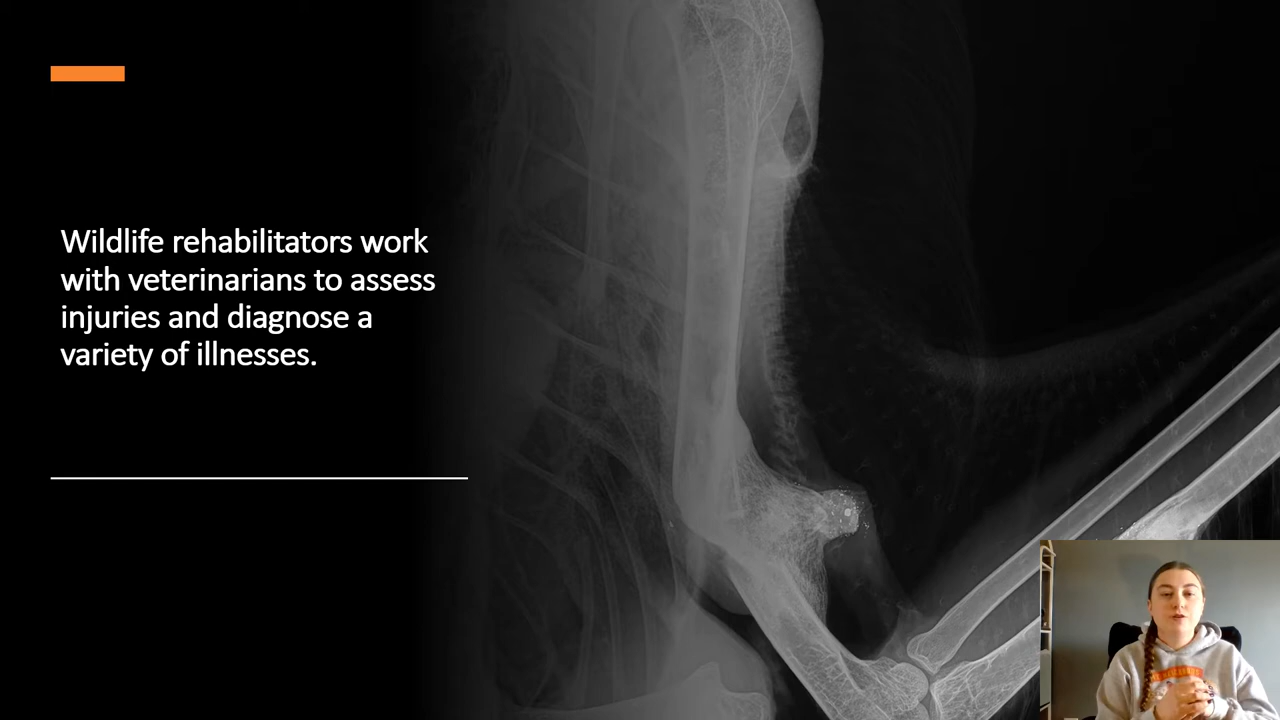 Wildlife rehabilitators work
with veterinarians to assess
injuries and diagnose a
variety of illnesses.